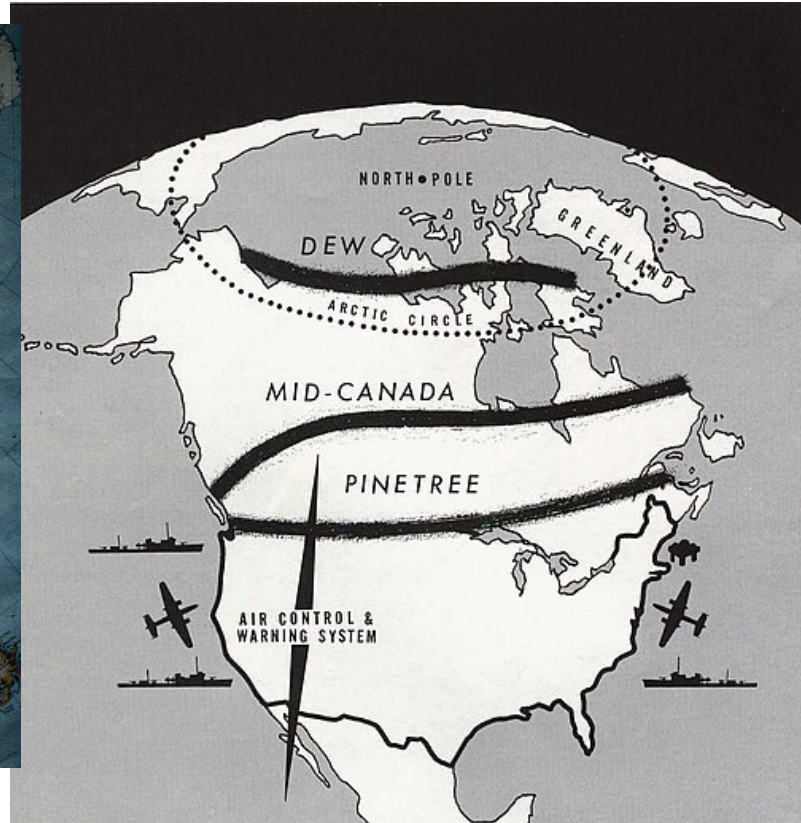 NORTH POLE
GREENLAND
DEW
ARCTIC CIRCLE
MID-CANADA
PINETREE
AIR CONTROL &
WARNING SYSTEM